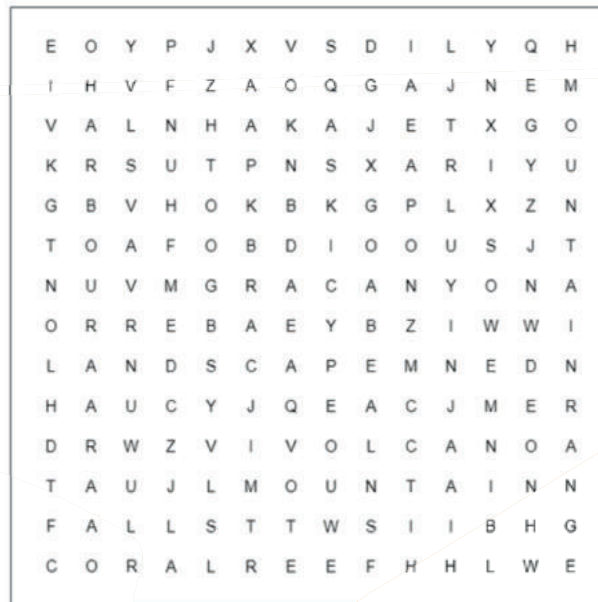 E O Y P J X V S D I L Y Q H
I H V F Z A O Q G A J N E M
V A L N H A K A J E T X G O
K R S U T P N S X A R I Y U
G B V H O K B K G P L X Z N
T O A F O B D I O O U S J T
N U V M G R A C A N Y O N A
O R R E B A E Y B Z I W W I
L A N D S C A P E M N E D N
H A U C Y J Q E A C J M E R
D R W Z V I V O L C A N O A
T A U J L M O U N T A I N N
F A L L S T T W S I I B H G
C O R A L R E E F H H L W E